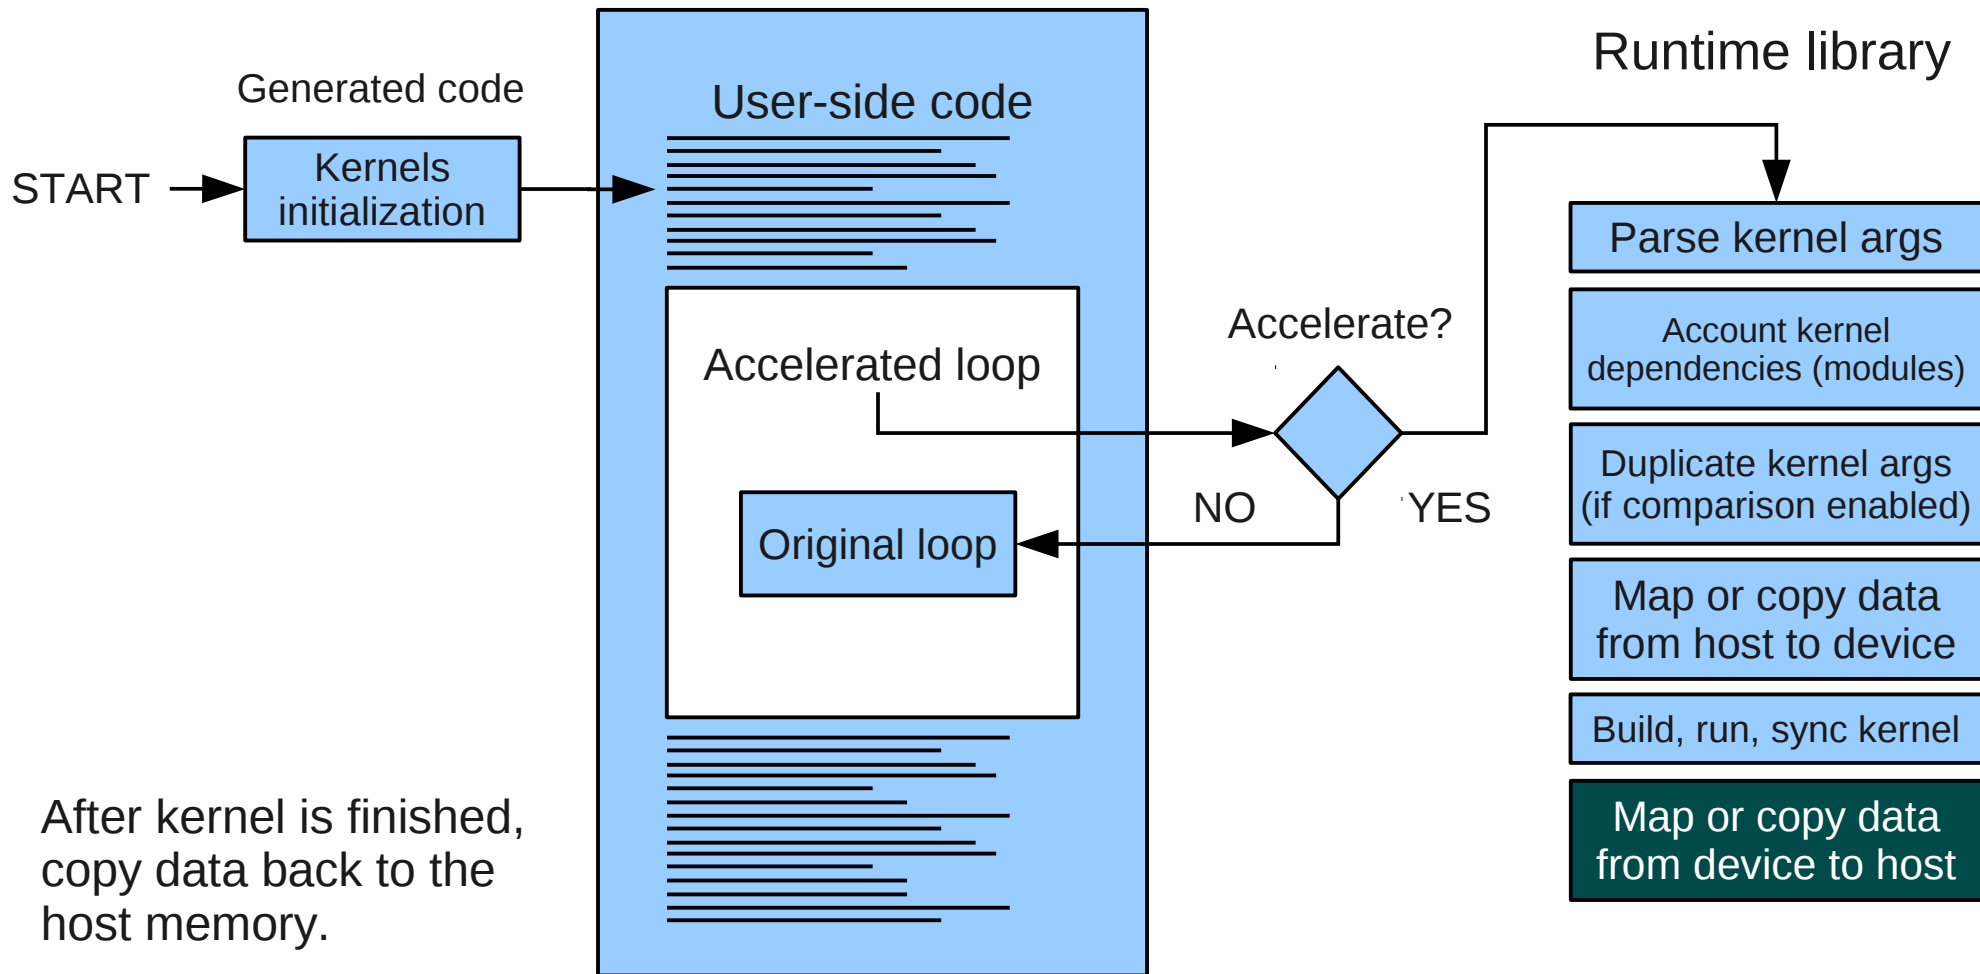 Runtime library
Generated code
User-side code
START
Kernels
initialization
Parse kernel args
Accelerate?
Account kernel
dependencies (modules)
Accelerated loop
Duplicate kernel args
(if comparison enabled)
NO
YES
Original loop
Map or copy data
from host to device
Build, run, sync kernel
Map or copy data
from device to host
After kernel is finished,
copy data back to the
host memory.